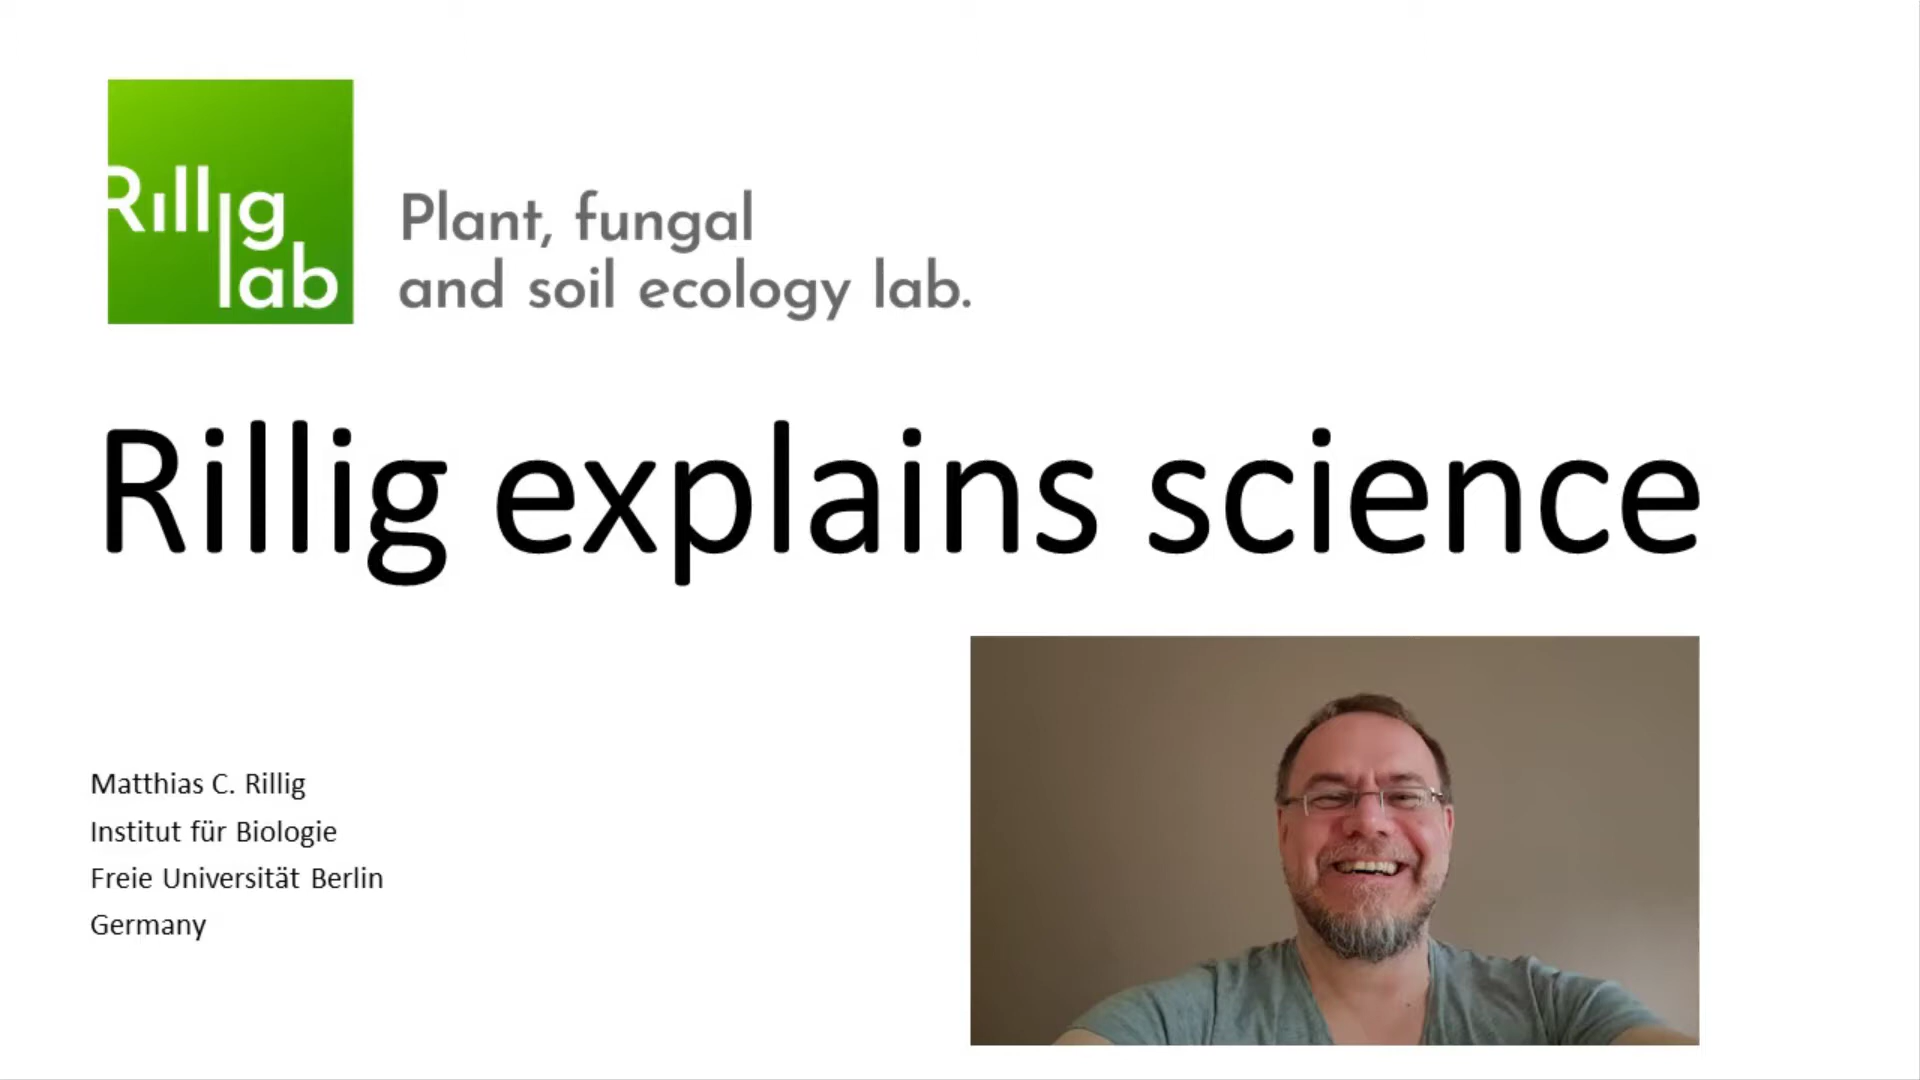 Rillig
lab
Plant, fungal
and soil ecology lab.
Rillig explains science
Matthias C. Rillig
Institut für Biologie
Freie Universität Berlin
Germany